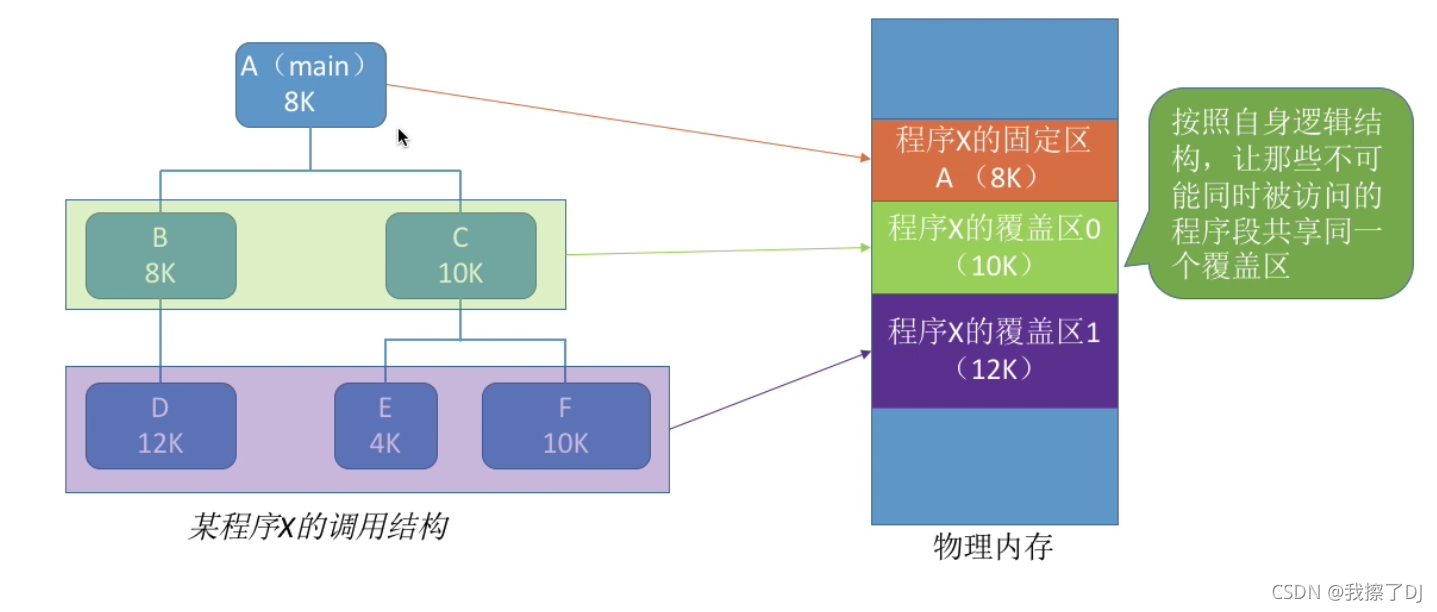 A（main）
8K
B
8K
C
10K
D
12K
E
4K
F
10K
某程序X的调用结构
程序X的固定区
A （8K）
程序X的覆盖区0
（10K）
程序X的覆盖区1
（12K）
物理内存
按照自身逻辑结
构，让那些不可
能同时被访问的
程序段共享同一
个覆盖区
CSDN @我擦了DJ